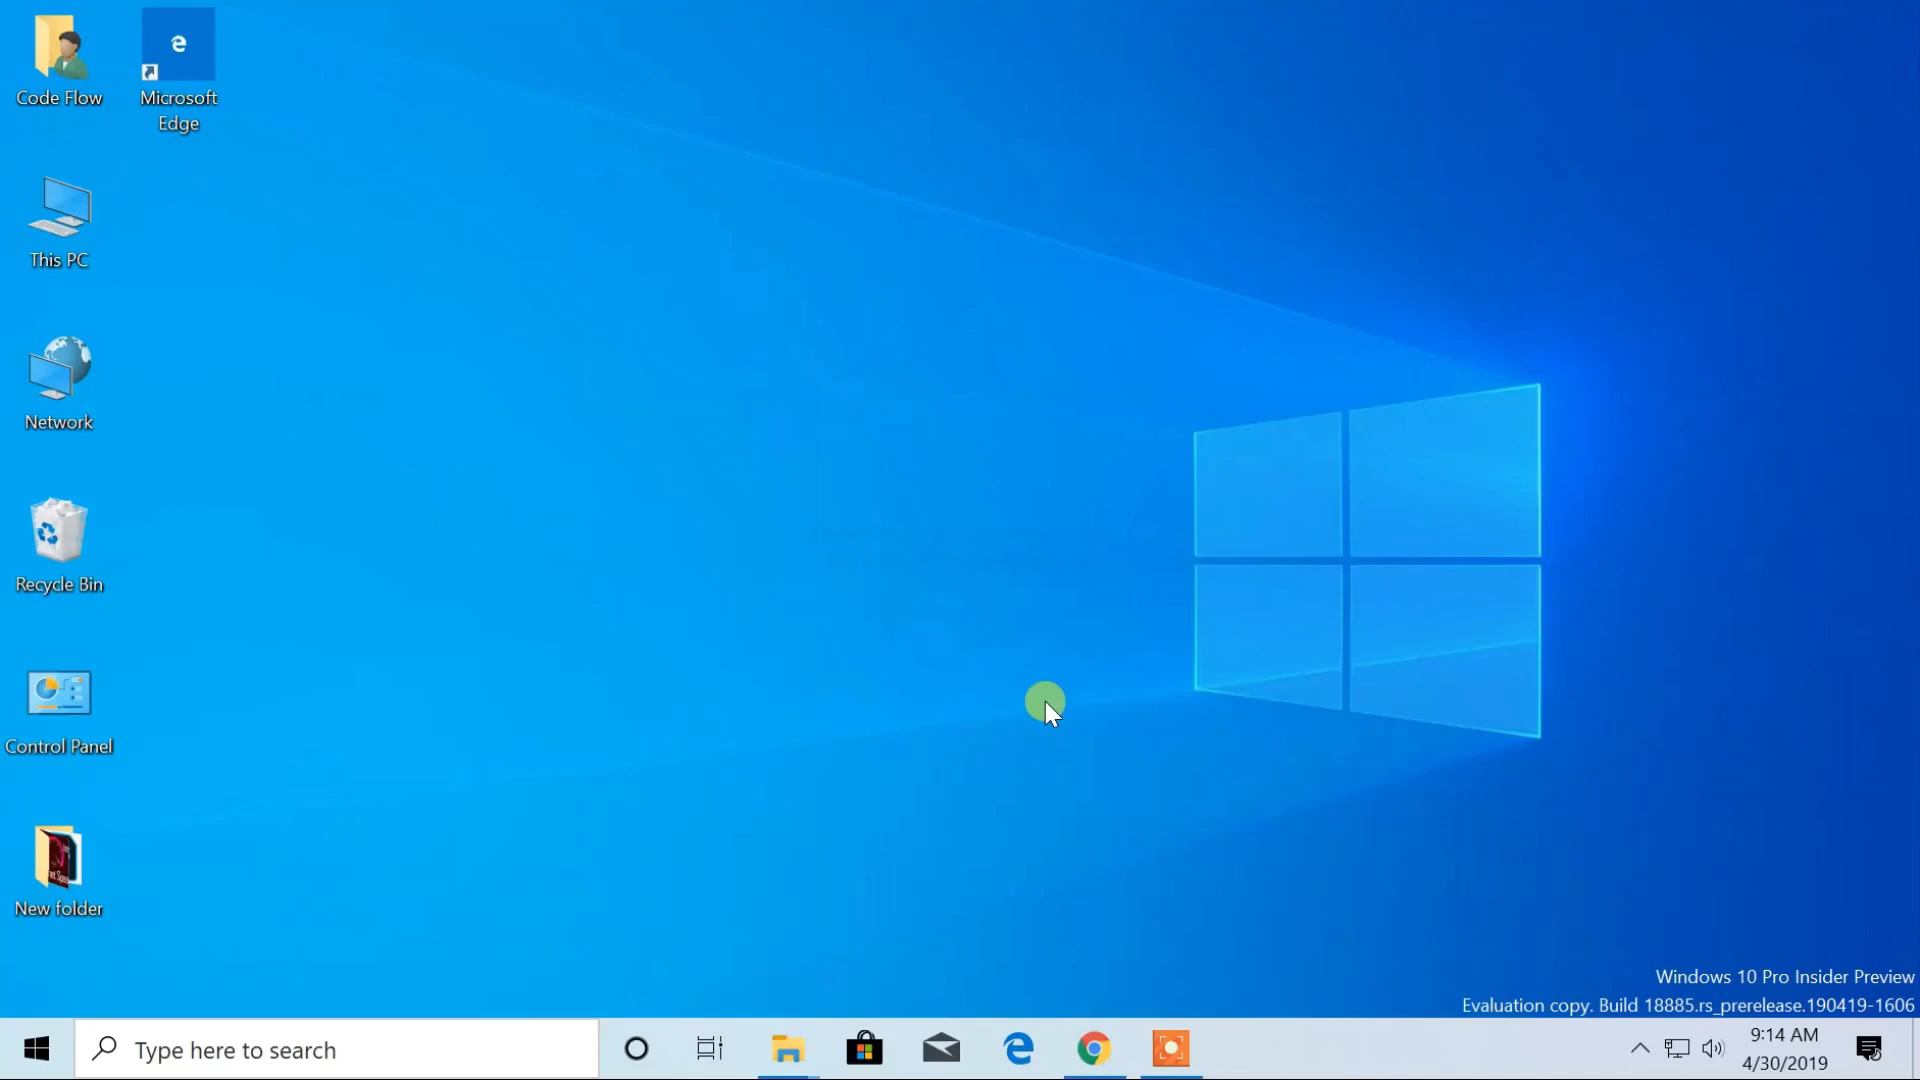 Code Flow
Microsoft
Edge
This PC
Network
Recycle Bin
Control Panel
New folder
Windows 10 Pro Insider Preview
Evaluation copy. Build 18885.rs_prerelease.190419-1606
Type here to search
9:14 AM
4/30/2019